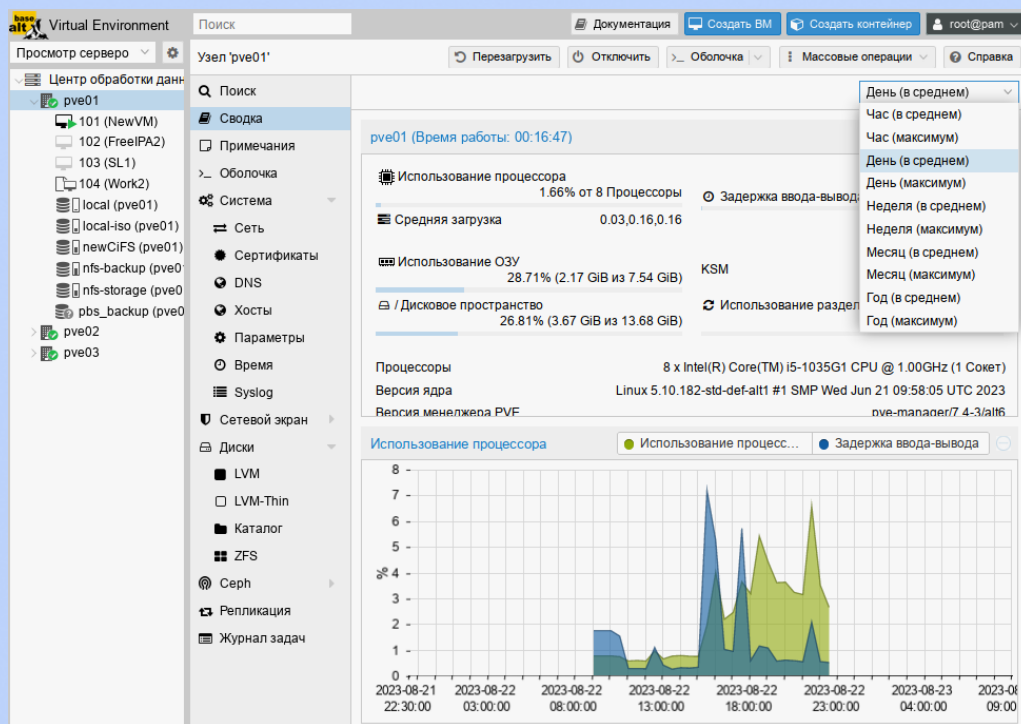 base alt Virtual Environment
Поиск
Документация
Создать ВМ
Создать контейнер
root@pam
Просмотр серверо
Узел 'pve01'
Перезагрузить
Отключить
Оболочка
Массовые операции
Справка
Центр обработки данн
pve01
101 (NewVM)
102 (FreeIPA2)
103 (SL1)
104 (Work2)
local (pve01)
local-iso (pve01)
newCiFS (pve01)
nfs-backup (pve0
nfs-storage (pve0
pbs_backup (pve0
pve02
pve03
Поиск
Сводка
Примечания
Оболочка
Система
Сеть
Сертификаты
DNS
Хосты
Параметры
Время
Syslog
Сетевой экран
Диски
LVM
LVM-Thin
Каталог
ZFS
Ceph
Репликация
Журнал задач
День (в среднем)
Час (в среднем)
Час (максимум)
День (в среднем)
День (максимум)
Неделя (в среднем)
Неделя (максимум)
Месяц (в среднем)
Месяц (максимум)
Год (в среднем)
Год (максимум)
pve01 (Время работы: 00:16:47)
Использование процессора
1.66% от 8 Процессоры
Задержка ввода-вывода
Средняя загрузка 0.03,0.16,0.16
Использование ОЗУ
28.71% (2.17 GiB из 7.54 GiB)
KSM
/ Дисковое пространство
26.81% (3.67 GiB из 13.68 GiB)
Использование раздел
Процессоры 8 x Intel(R) Core(TM) i5-1035G1 CPU @ 1.00GHz (1 Сокет)
Версия ядра Linux 5.10.182-std-def-alt1 #1 SMP Wed Jun 21 09:58:05 UTC 2023
Версия менеджера PVE pve-manager/7.4-3/alt6
Использование процессора
Использование процесс...
Задержка ввода-вывода
%
8
7
6
5
4
3
2
1
0
2023-08-21 22:30:00
2023-08-22 03:00:00
2023-08-22 08:00:00
2023-08-22 13:00:00
2023-08-22 18:00:00
2023-08-22 23:00:00
2023-08-23 04:00:00
2023-08 09:00